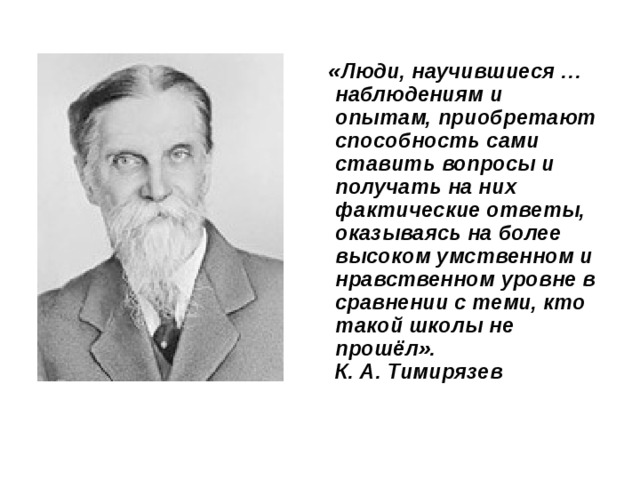 «Люди, научившиеся …
наблюдениям и
опытам, приобретают
способность сами
ставить вопросы и
получать на них
фактические ответы,
оказываясь на более
высоком умственном и
нравственном уровне в
сравнении с теми, кто
такой школы не
прошёл».
К. А. Тимирязев